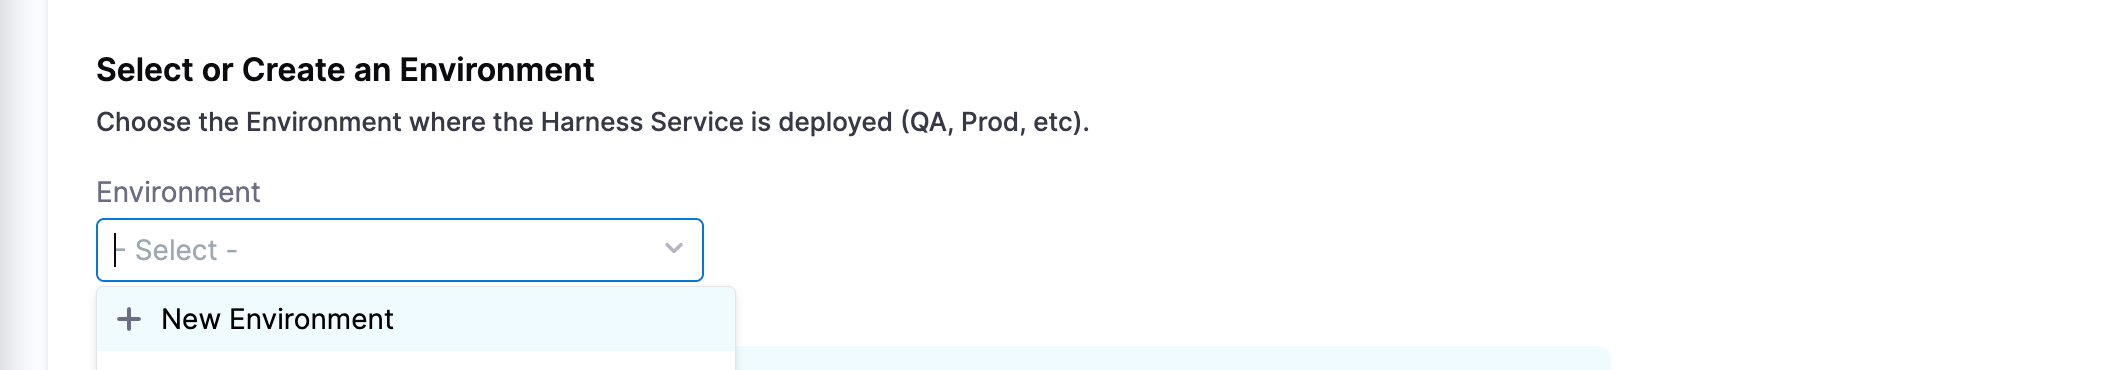 Select or Create an Environment
Choose the Environment where the Harness Service is deployed (QA, Prod, etc).
Environment
- Select -
+ New Environment